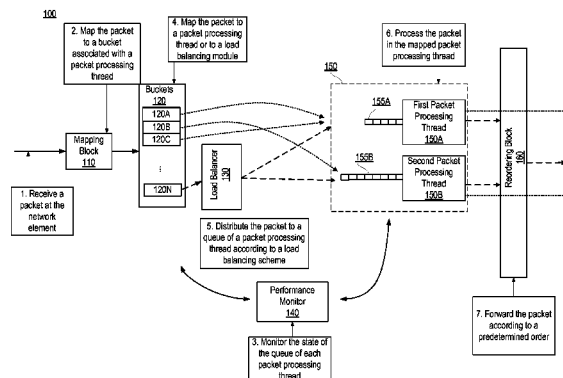 100
2. Map the packet
to a bucket
associated with a
packet processing
thread
4. Map the packet to
a packet processing
thread or to a load
balancing module
6. Process the packet
in the mapped packet
processing thread
Buckets
120
120A
120B
120C
120N
Mapping
Block
110
1. Receive a
packet at the
network
element
Load Balancer
130
5. Distribute the packet to a
queue of a packet processing
thread according to a load
balancing scheme
150
155A
First Packet
Processing
Thread
150A
155B
Second Packet
Processing
Thread
150B
Reordering Block
160
Performance
Monitor
140
3. Monitor the state of
the queue of each
packet processing
thread
7. Forward the packet
according to a
predetermined order